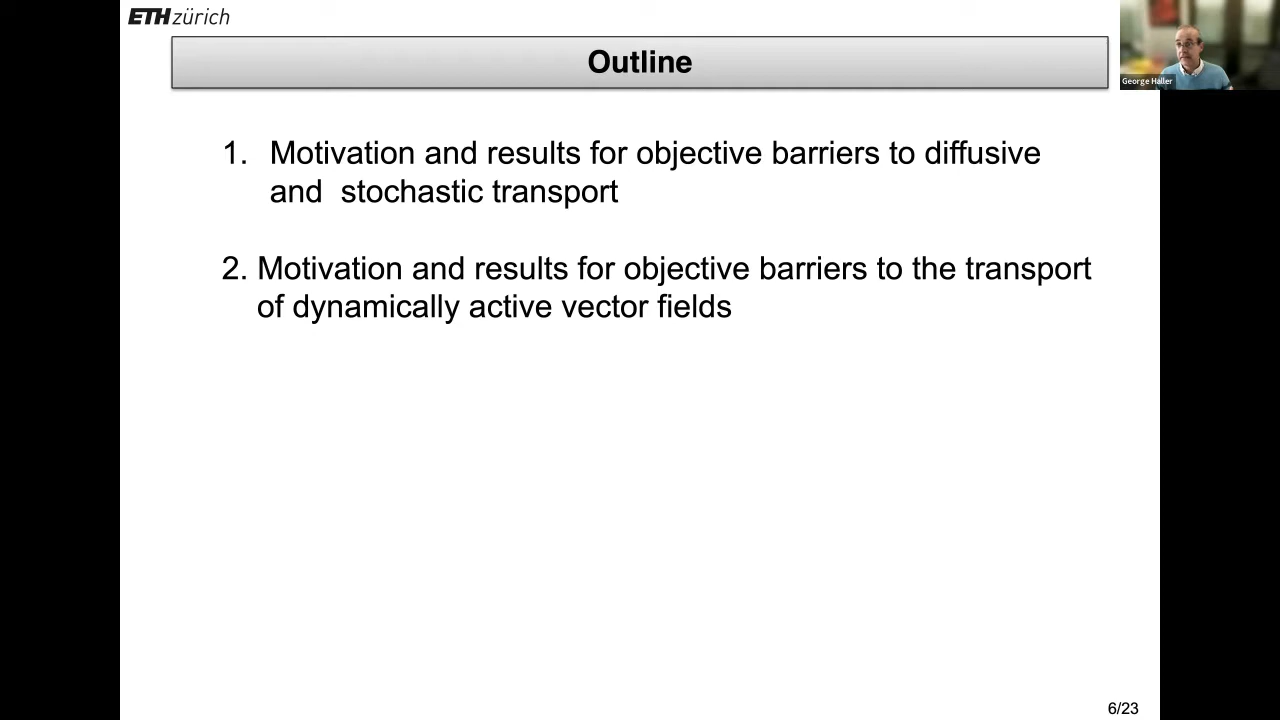 ETH zürich
Outline
George Haller
1. Motivation and results for objective barriers to diffusive
and stochastic transport
2. Motivation and results for objective barriers to the transport
of dynamically active vector fields
6/23